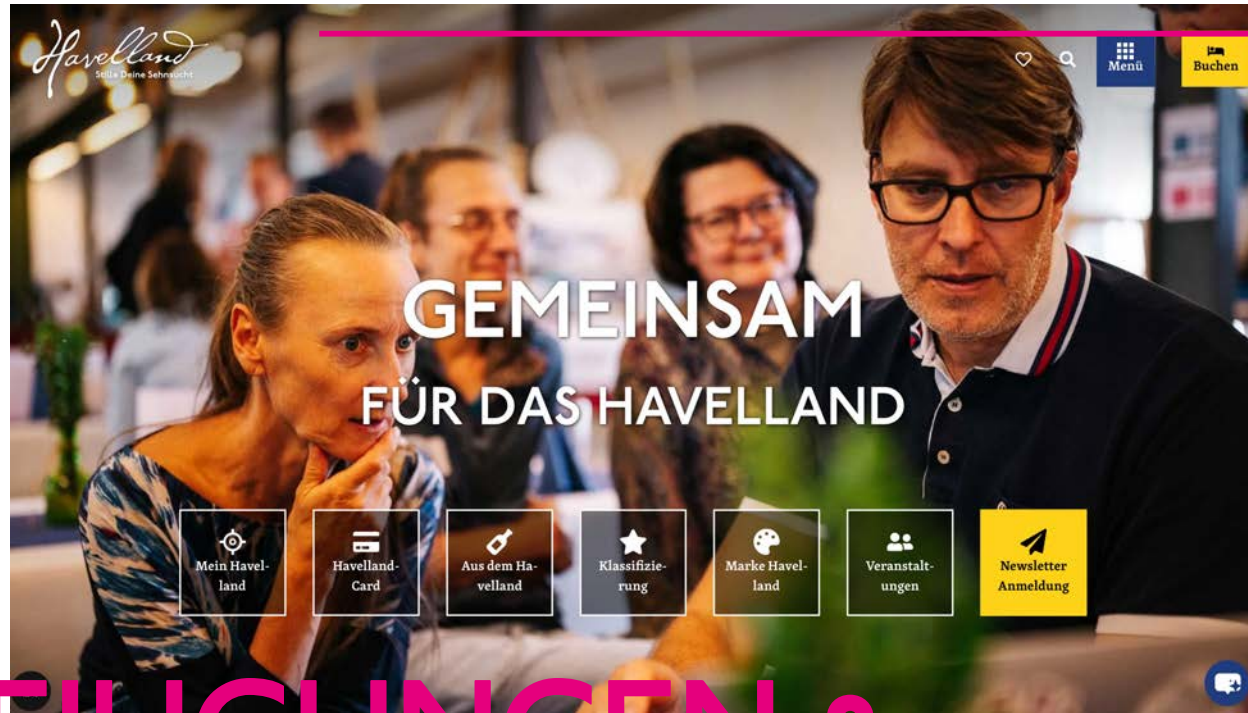 Havelland
Stille Deine Sehnsucht
Menü
Buchen
GEMEINSAM
FÜR DAS HAVELLAND
Mein Havel-
land
Havelland-
Card
Aus dem Ha-
velland
Klassifizie-
rung
Marke Havel-
land
Veranstalt-
ungen
Newsletter
Anmeldung